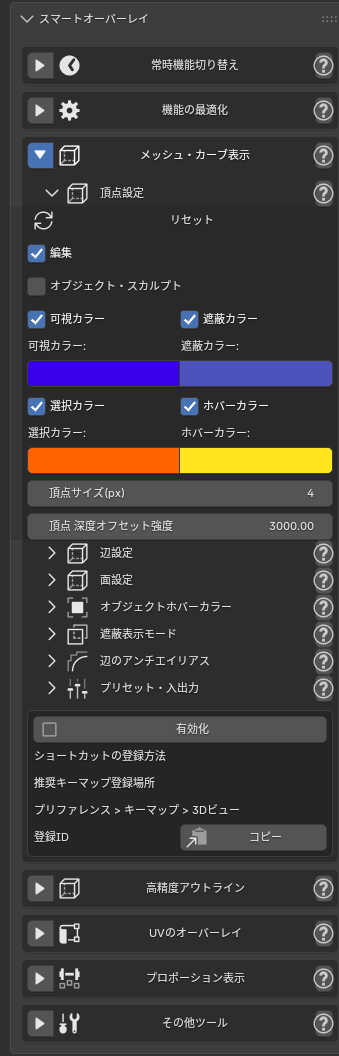 スマートオーバーレイ
常時機能切り替え
機能の最適化
メッシュ・カーブ表示
頂点設定
リセット
編集
オブジェクト・スカルプト
可視カラー 遮蔽カラー
可視カラー: 遮蔽カラー:
選択カラー ホバーカラー
選択カラー: ホバーカラー:
頂点サイズ(px) 4
頂点 深度オフセット強度 3000.00
辺設定
面設定
オブジェクトホバーカラー
遮蔽表示モード
辺のアンチエイリアス
プリセット・入出力
有効化
ショートカットの登録方法
推奨キーマップ登録場所
プリファレンス > キーマップ > 3Dビュー
登録ID コピー
高精度アウトライン
UVのオーバーレイ
プロポーション表示
その他ツール